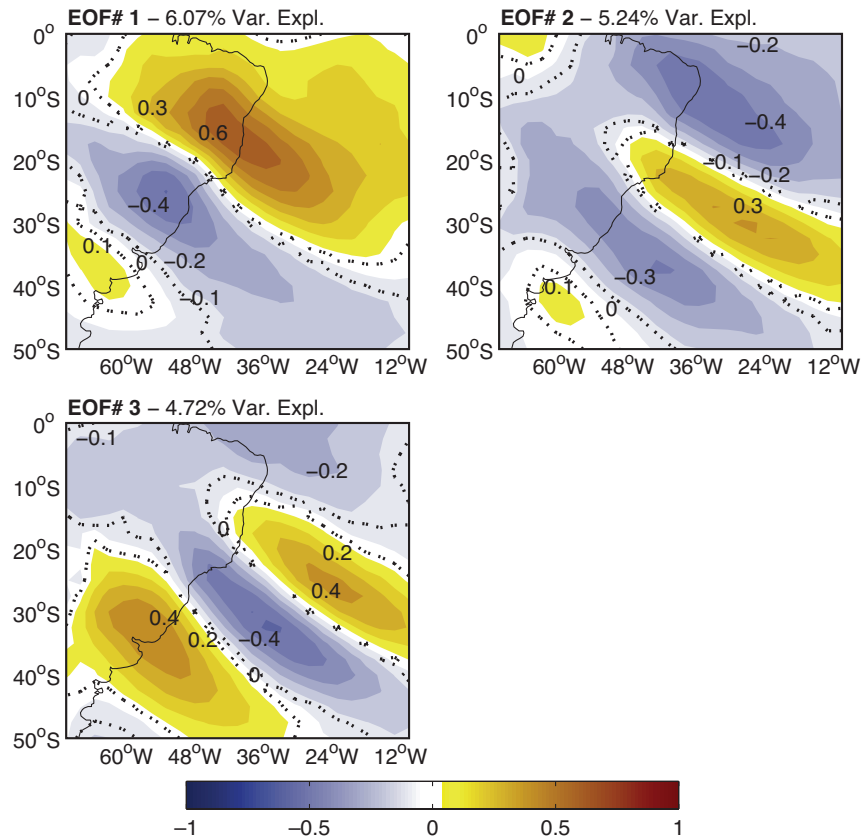 EOF# 1 – 6.07% Var. Expl.
0°
10°S
20°S
30°S
40°S
50°S
0
0.3
0.6
−0.4
0.1
0
−0.2
−0.1
60°W 48°W 36°W 24°W 12°W
EOF# 2 – 5.24% Var. Expl.
0°
10°S
20°S
30°S
40°S
50°S
−0.2
0
−0.4
−0.1
−0.2
0.3
−0.3
0.1
0
60°W 48°W 36°W 24°W 12°W
EOF# 3 – 4.72% Var. Expl.
0°
10°S
20°S
30°S
40°S
50°S
−0.1
−0.2
0
0.2
0.4
0.4
0.2
−0.4
0
60°W 48°W 36°W 24°W 12°W
−1 −0.5 0 0.5 1